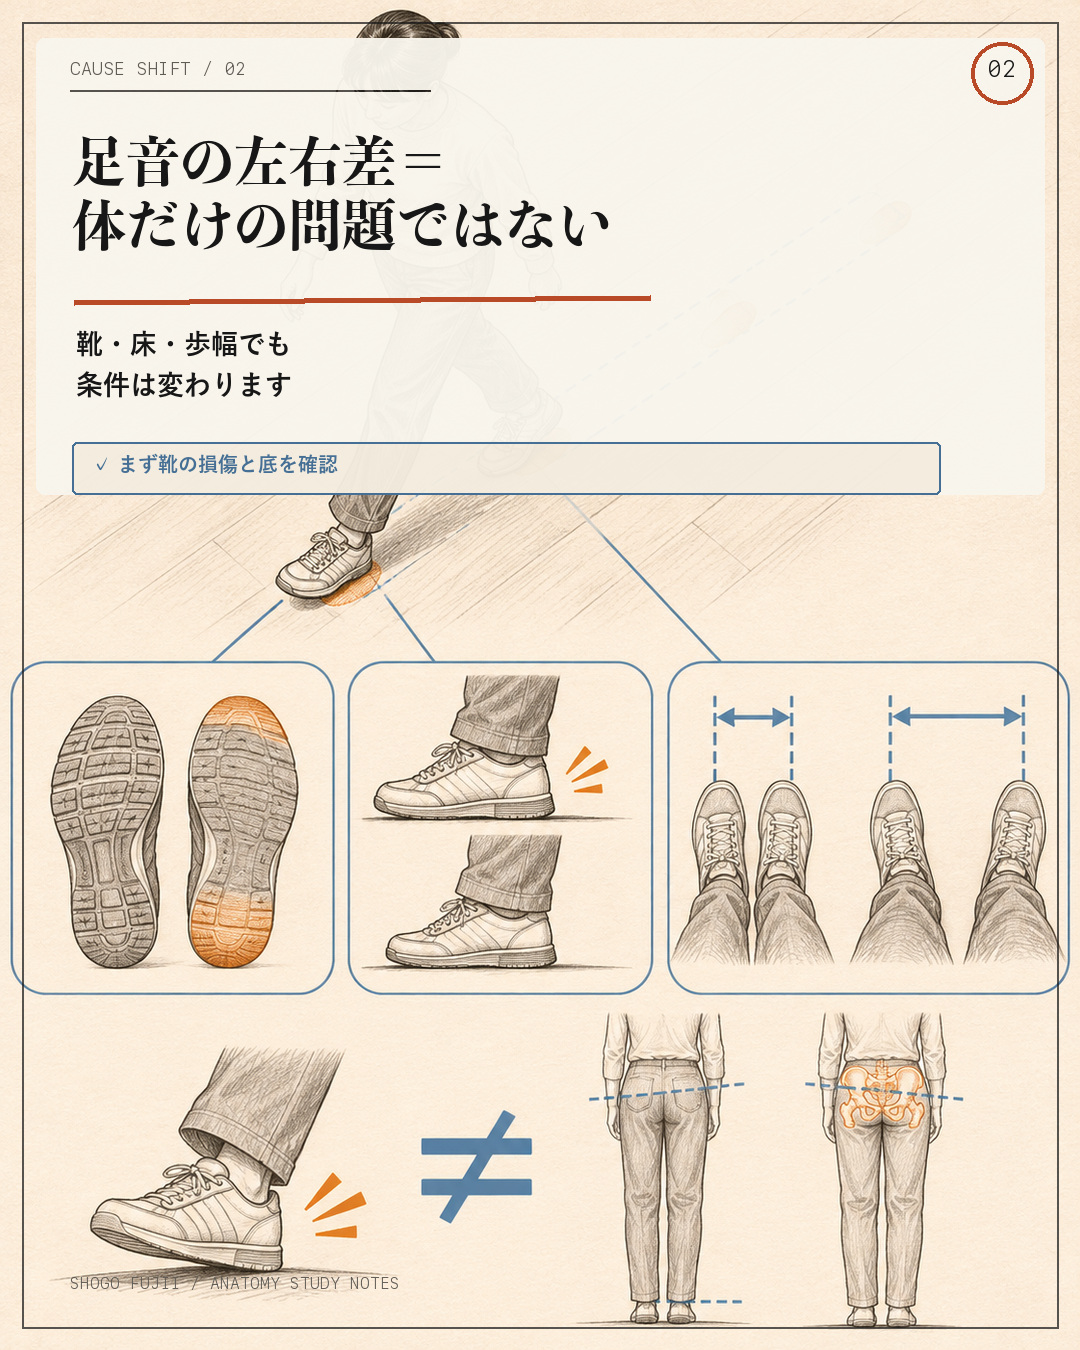 CAUSE SHIFT / 02
02
足音の左右差＝
体だけの問題ではない
靴・床・歩幅でも
条件は変わります
✓ まず靴の損傷と底を確認
SHOGO FUJII / ANATOMY STUDY NOTES